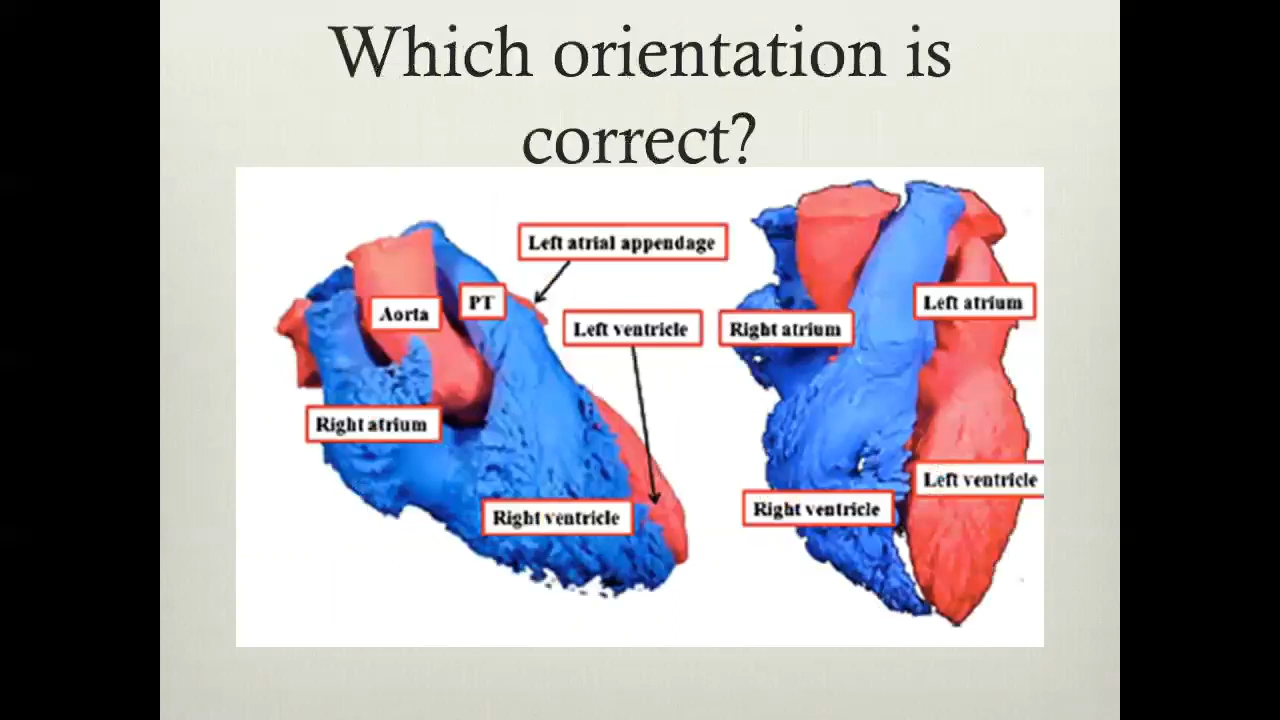 Which orientation is
correct?
Left atrial appendage
PT
Aorta
Left ventricle
Right atrium
Right ventricle
Left atrium
Right atrium
Left ventricle
Right ventricle